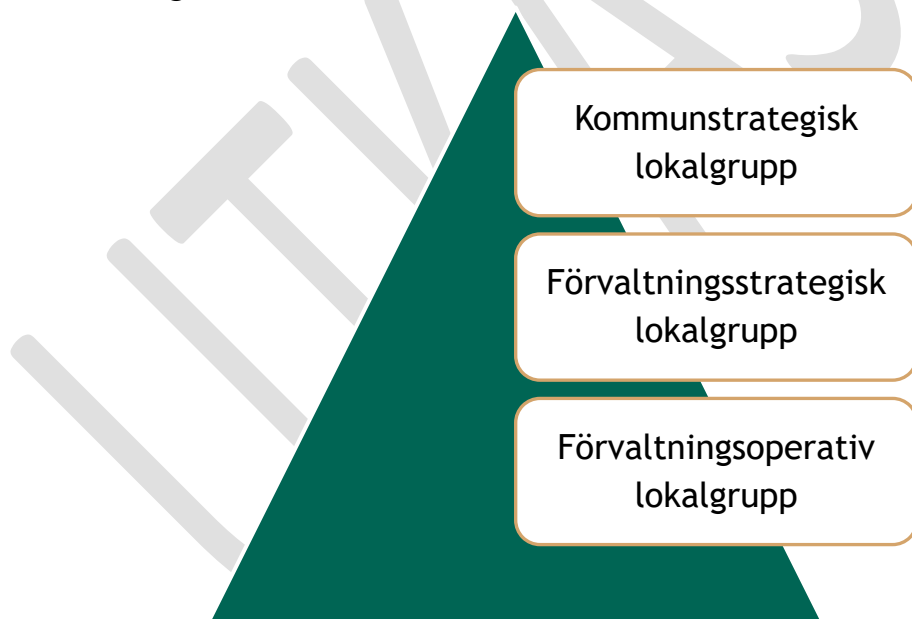 Kommunstrategisk
lokalgrupp
Förvaltningsstrategisk
lokalgrupp
Förvaltningsoperativ
lokalgrupp